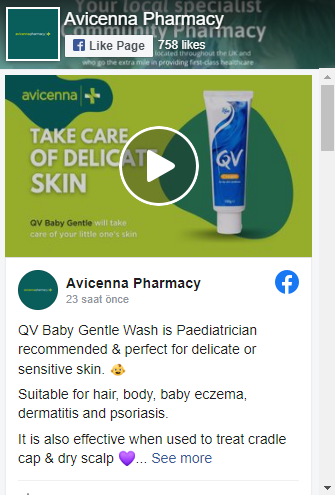 Your local specialist
Avicenna Pharmacy
Community Pharmacy
Like Page
758 likes
located throughout the UK and
who go the extra mile in providing first-class healthcare
avicenna
TAKE CARE
OF DELICATE
SKIN
QV
QV Baby Gentle will take
care of your little one's skin
Avicenna Pharmacy
23 saat önce
QV Baby Gentle Wash is Paediatrician
recommended & perfect for delicate or
sensitive skin. 👶
Suitable for hair, body, baby eczema,
dermatitis and psoriasis.
It is also effective when used to treat cradle
cap & dry scalp 💜... See more